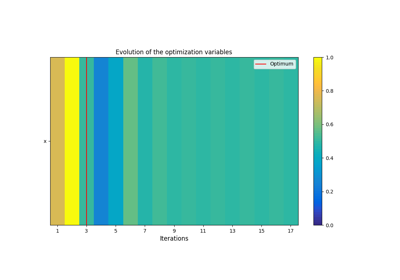 Evolution of the optimization variables
Optimum
x
1 3 5 7 9 11 13 15 17
Iterations
1.0
0.8
0.6
0.4
0.2
0.0